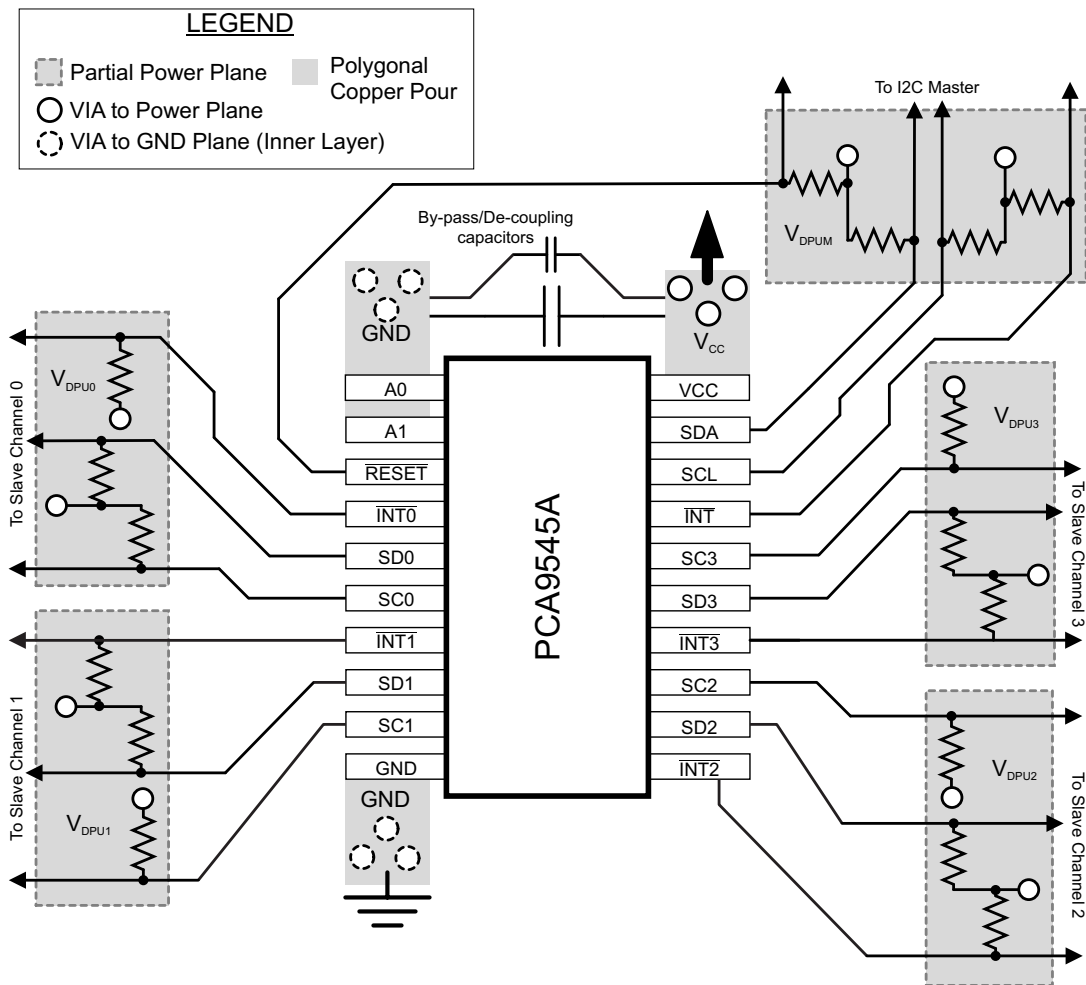 LEGEND
Partial Power Plane
Polygonal
Copper Pour
VIA to Power Plane
VIA to GND Plane (Inner Layer)
To I2C Master
By-pass/De-coupling
capacitors
VDPUM
GND
VCC
VDPU0
To Slave Channel 0
VDPU3
To Slave Channel 3
A0
A1
RESET
INT0
SD0
SC0
INT1
SD1
SC1
GND
PCA9545A
VCC
SDA
SCL
INT
SC3
SD3
INT3
SC2
SD2
INT2
To Slave Channel 1
VDPU1
GND
VDPU2
To Slave Channel 2